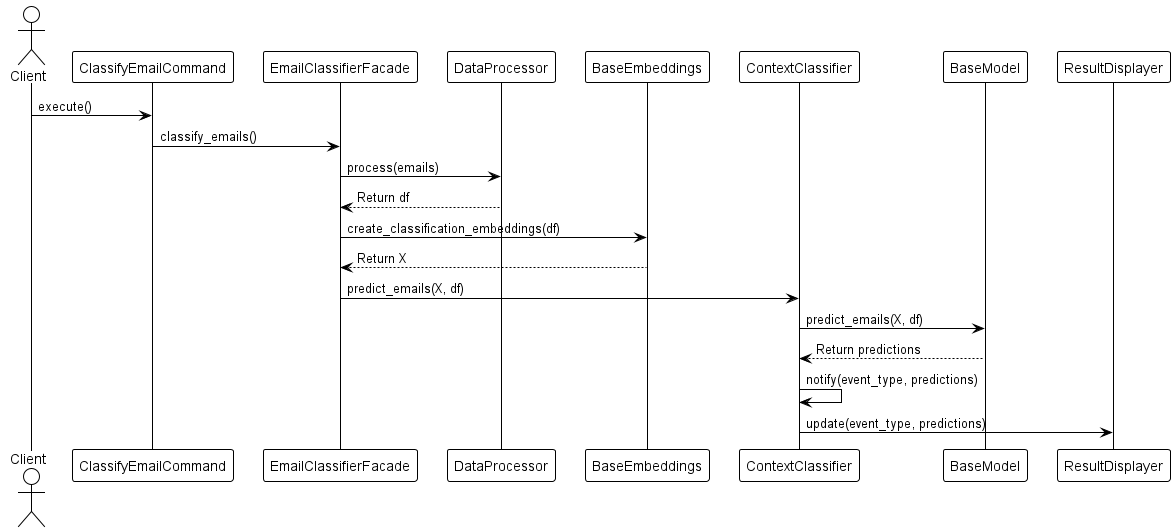 Client
ClassifyEmailCommand
EmailClassifierFacade
DataProcessor
BaseEmbeddings
ContextClassifier
BaseModel
ResultDisplayer
execute()
classify_emails()
process(emails)
Return df
create_classification_embeddings(df)
Return X
predict_emails(X, df)
predict_emails(X, df)
Return predictions
notify(event_type, predictions)
update(event_type, predictions)
Client
ClassifyEmailCommand
EmailClassifierFacade
DataProcessor
BaseEmbeddings
ContextClassifier
BaseModel
ResultDisplayer